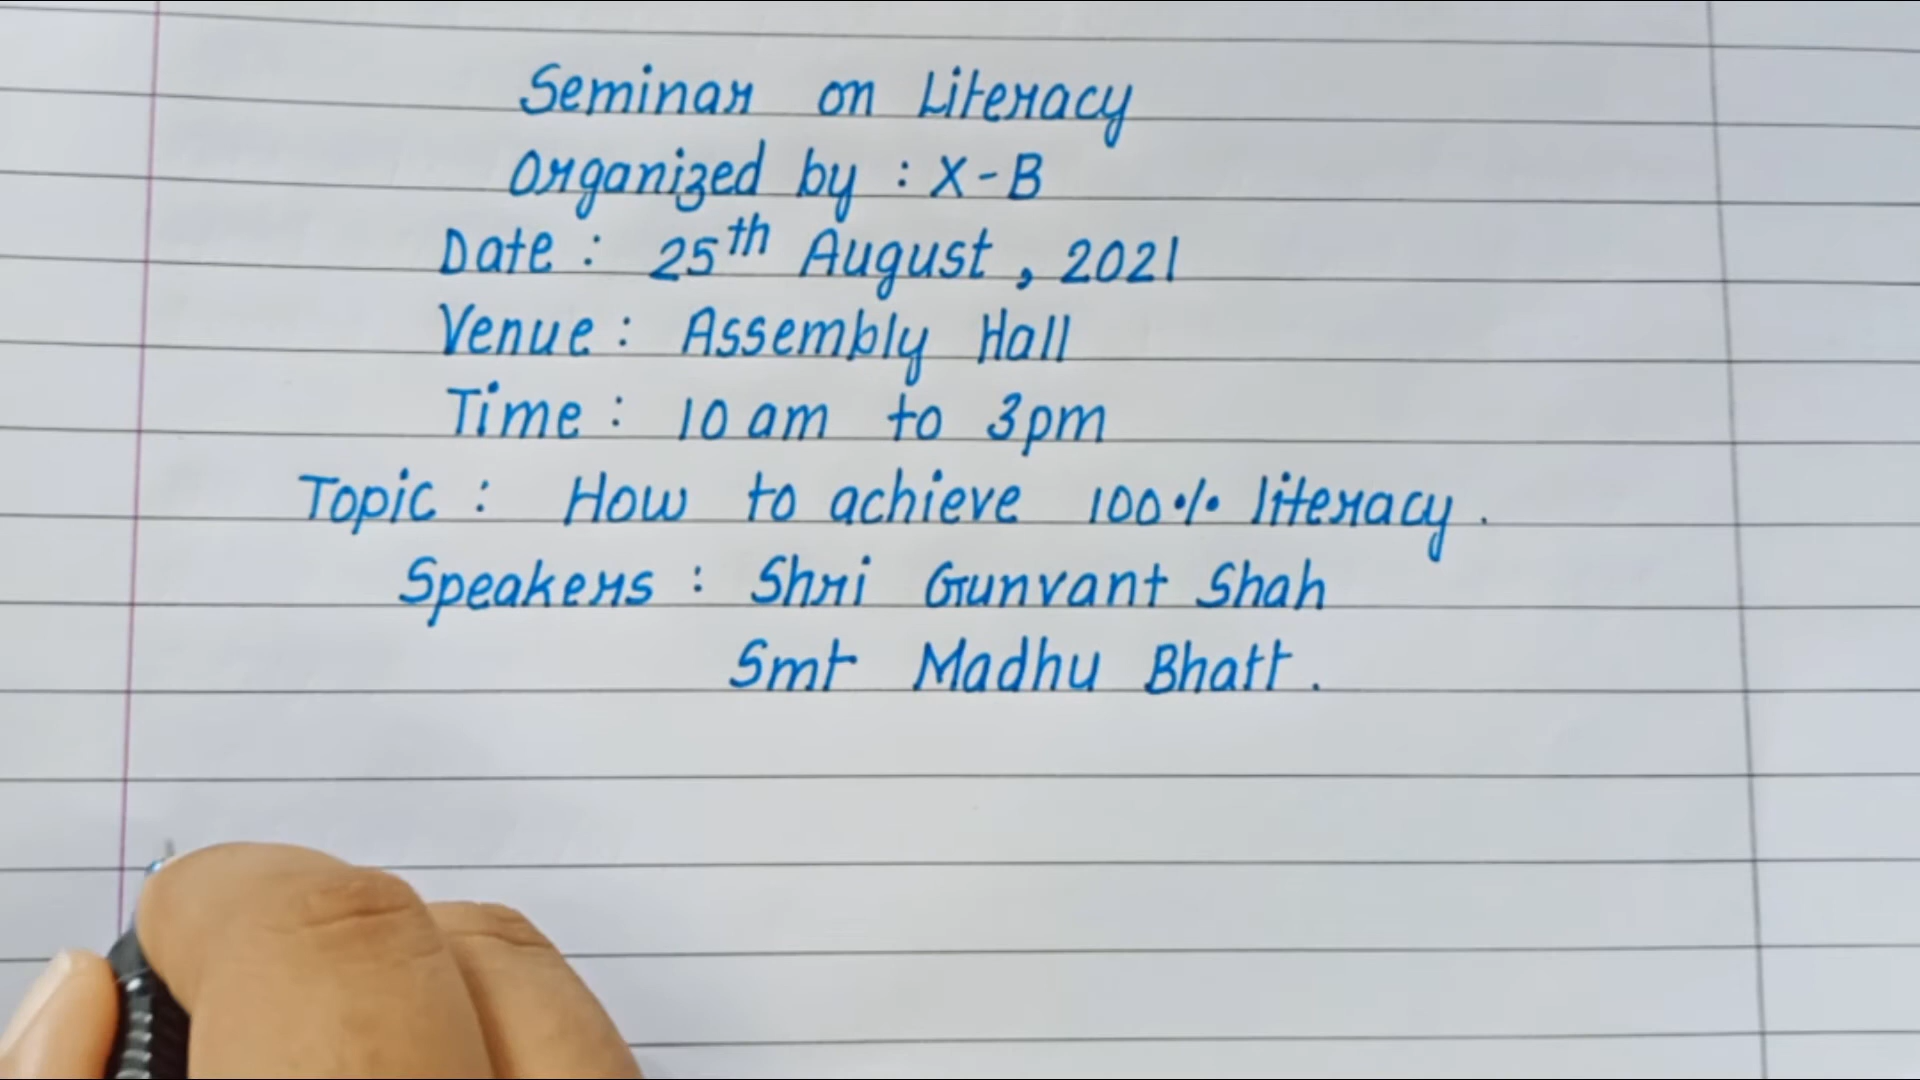 Seminar on Literacy
Organized by : X-B
Date : 25th August, 2021
Venue : Assembly Hall
Time : 10 am to 3pm
Topic : How to achieve 100% literacy.
Speakers : Shri Gunvant Shah
Smt Madhu Bhatt.